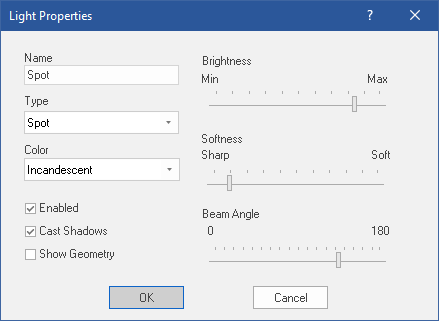 Light Properties
?
Name
Spot
Type
Spot
Color
Incandescent
Enabled
Cast Shadows
Show Geometry
Brightness
Min Max
Softness
Sharp Soft
Beam Angle
0 180
OK
Cancel